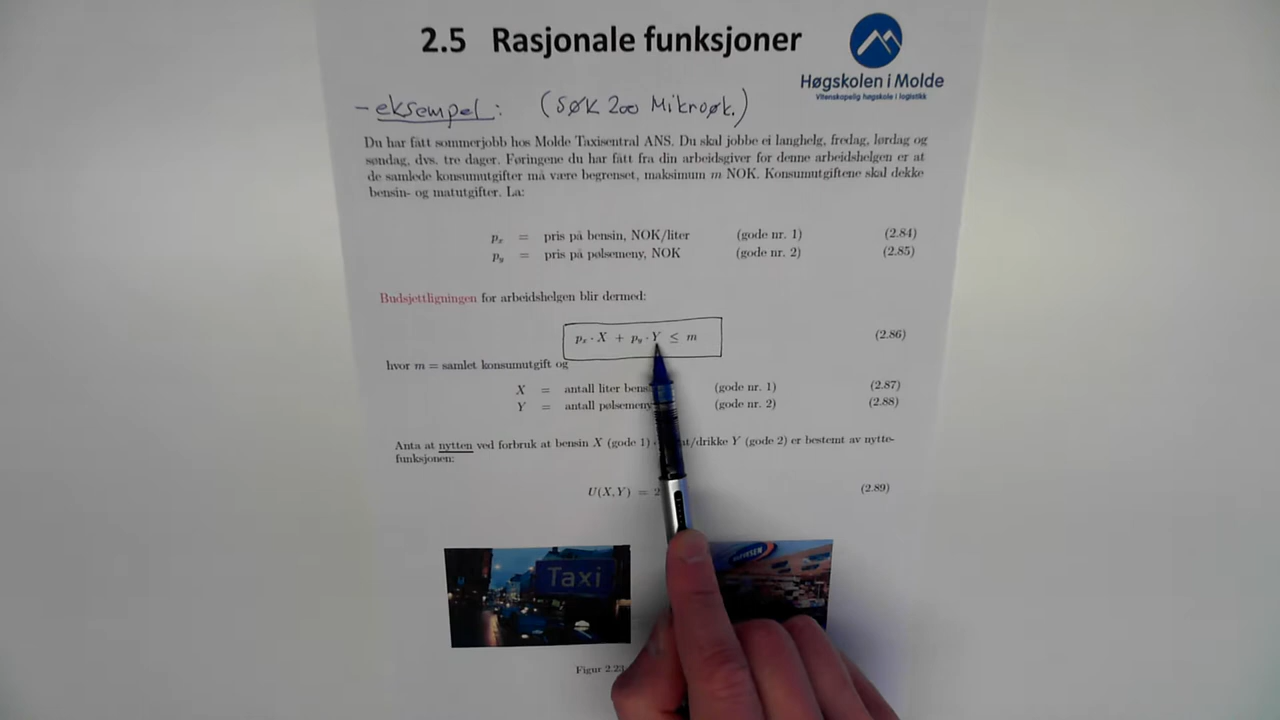 2.5 Rasjonale funksjoner
Høgskolen i Molde
Vitenskapelig høgskole i logistikk
- eksempel: (SØK 200 Mikroøk.)
Du har fått sommerjobb hos Molde Taxisentral ANS. Du skal jobbe ei langhelg, fredag, lørdag og
søndag, dvs. tre dager. Føringene du har fått fra din arbeidsgiver for denne arbeidshelgen er at
de samlede konsumutgifter må være begrenset, maksimum m NOK. Konsumutgiftene skal dekke
bensin- og matutgifter. La:
pₓ = pris på bensin, NOK/liter (gode nr. 1) (2.84)
p_y = pris på pølsemeny, NOK (gode nr. 2) (2.85)
Budsjettligningen for arbeidshelgen blir dermed:
pₓ · X + p_y · Y ≤ m (2.86)
hvor m = samlet konsumutgift og
X = antall liter (gode nr. 1) (2.87)
Y = antall pølsemeny (gode nr. 2) (2.88)
Anta at nytten ved forbruk at bensin X (gode 1) /drikke Y (gode 2) er bestemt av nytte-
funksjonen:
U(X,Y) = 2 (2.89)
Taxi
Figur 2.23